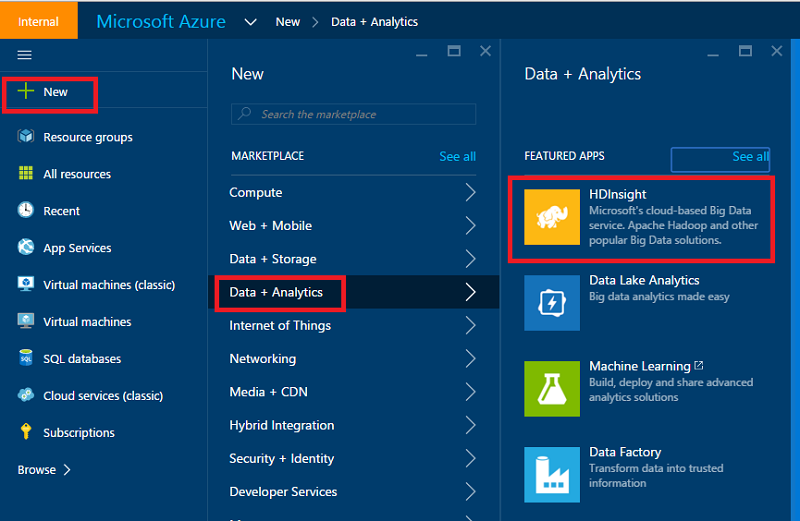 Internal
Microsoft Azure
New
Data + Analytics
New
Resource groups
All resources
Recent
App Services
Virtual machines (classic)
Virtual machines
SQL databases
Cloud services (classic)
Subscriptions
Browse
New
Search the marketplace
MARKETPLACE
See all
Compute
Web + Mobile
Data + Storage
Data + Analytics
Internet of Things
Networking
Media + CDN
Hybrid Integration
Security + Identity
Developer Services
Data + Analytics
FEATURED APPS
See all
HDInsight
Microsoft's cloud-based Big Data
service. Apache Hadoop and other
popular Big Data solutions.
Data Lake Analytics
Big data analytics made easy
Machine Learning
Build, deploy and share advanced
analytics solutions
Data Factory
Transform data into trusted
information